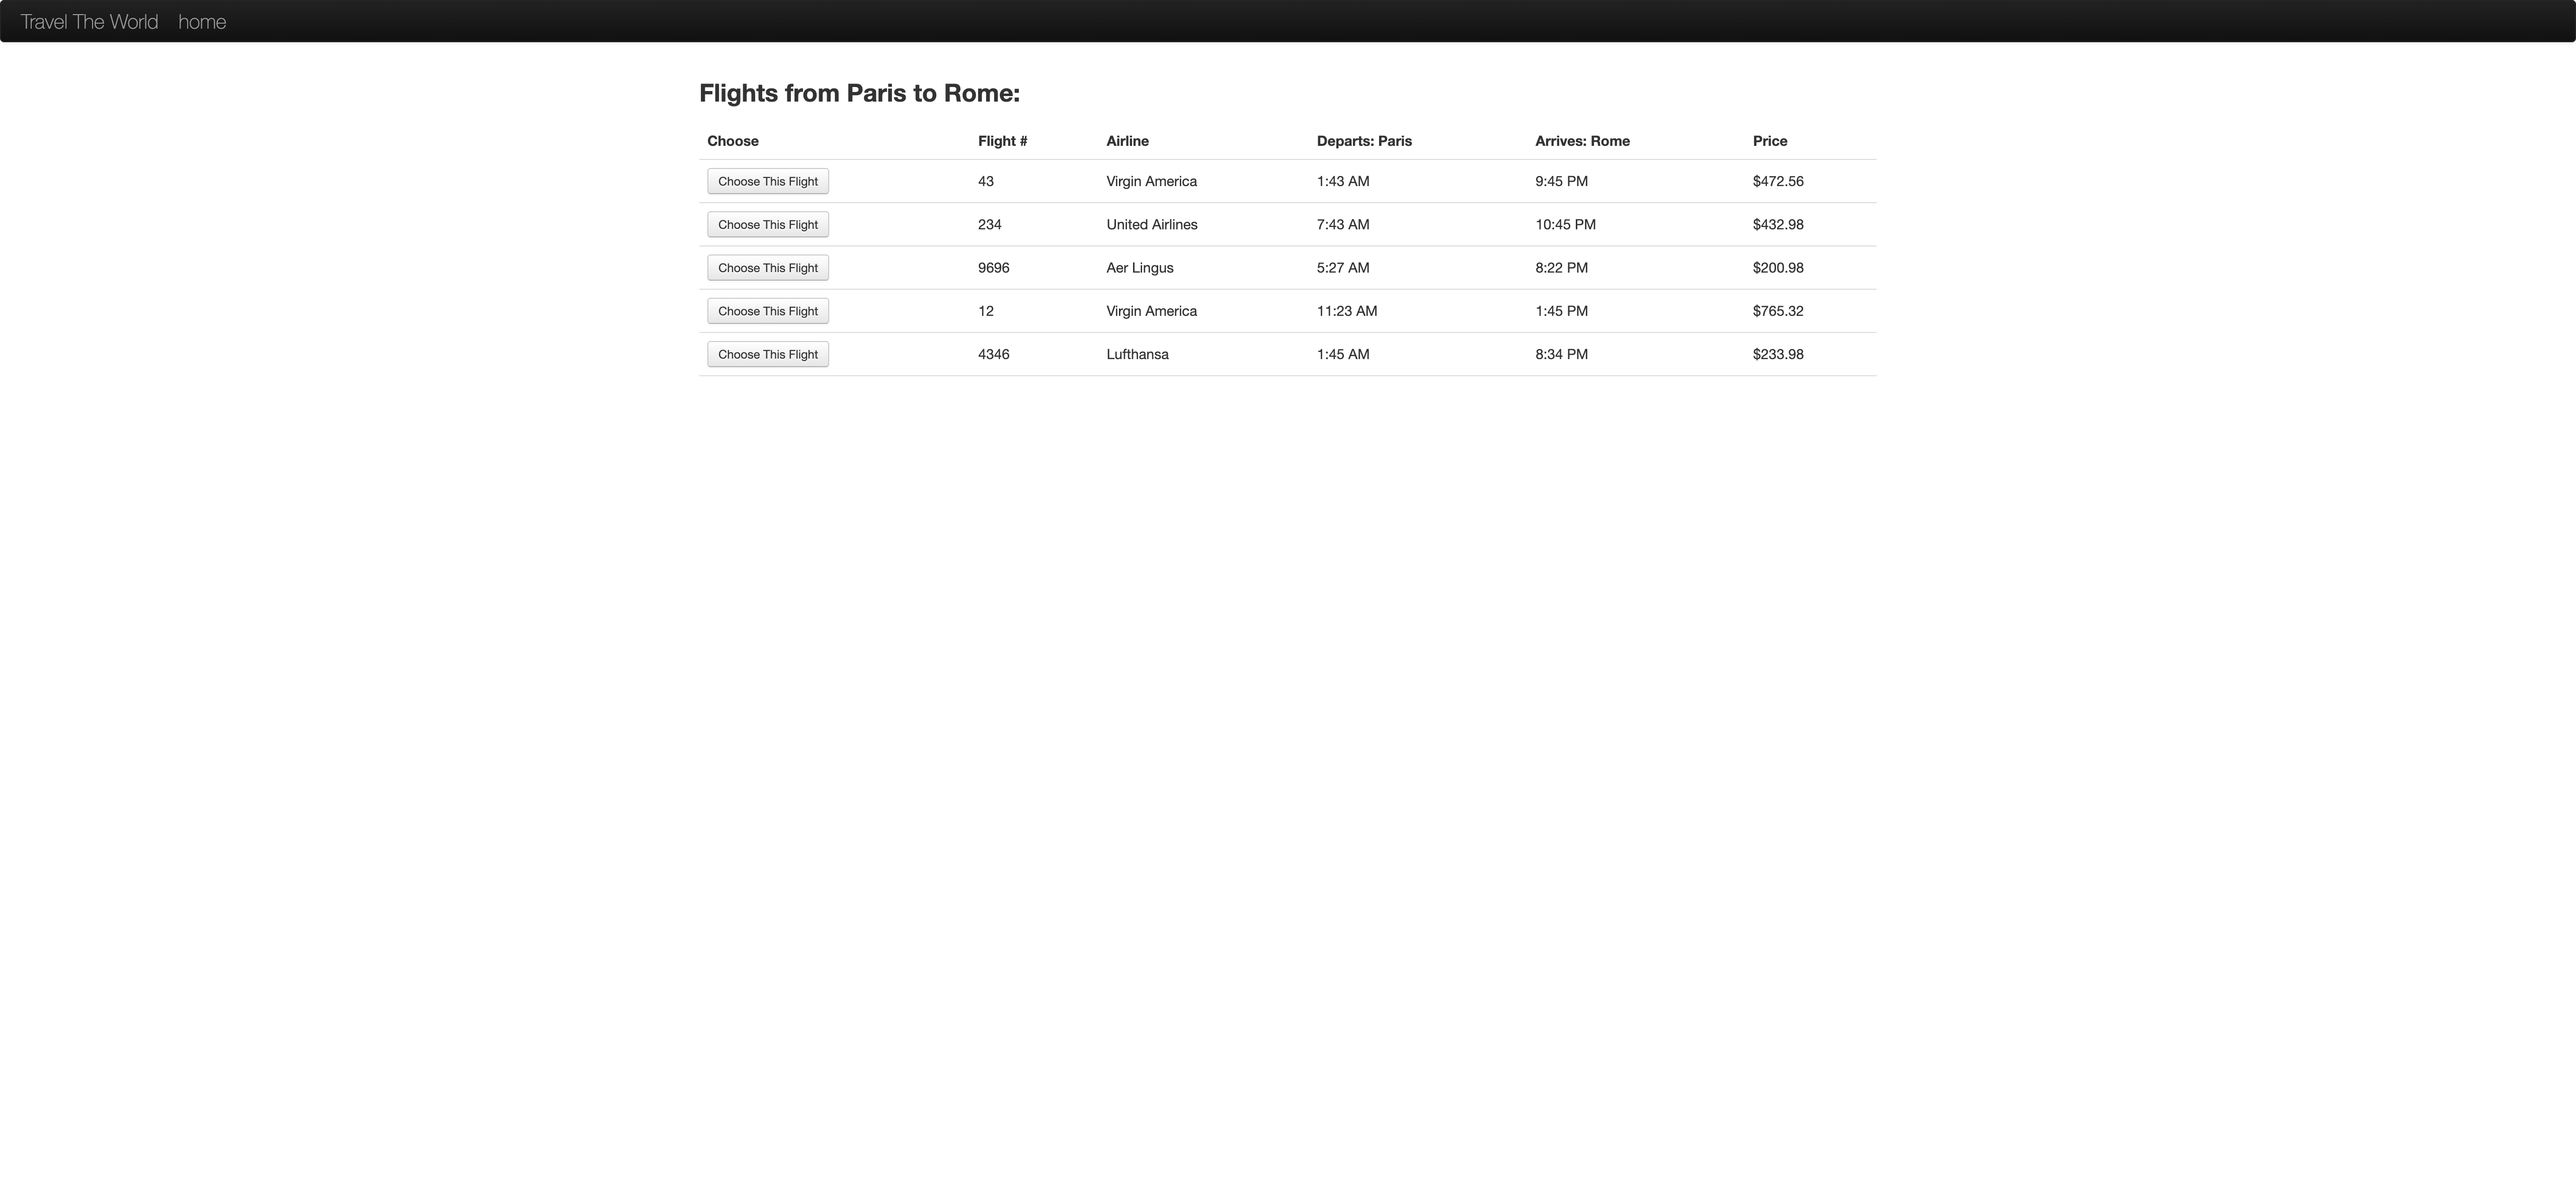 Travel The World home
Flights from Paris to Rome:
Choose Flight # Airline Departs: Paris Arrives: Rome Price
Choose This Flight 43 Virgin America 1:43 AM 9:45 PM $472.56
Choose This Flight 234 United Airlines 7:43 AM 10:45 PM $432.98
Choose This Flight 9696 Aer Lingus 5:27 AM 8:22 PM $200.98
Choose This Flight 12 Virgin America 11:23 AM 1:45 PM $765.32
Choose This Flight 4346 Lufthansa 1:45 AM 8:34 PM $233.98